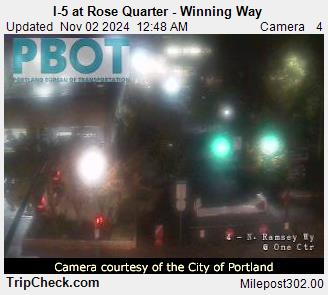 I-5 at Rose Quarter - Winning Way
Updated Nov 02 2024 12:48 AM Camera 4
PBOT
PORTLAND BUREAU OF TRANSPORTATION
4 - N. Ramsey Wy
@ One Ctr
Camera courtesy of the City of Portland
TripCheck.com Milepost302.00